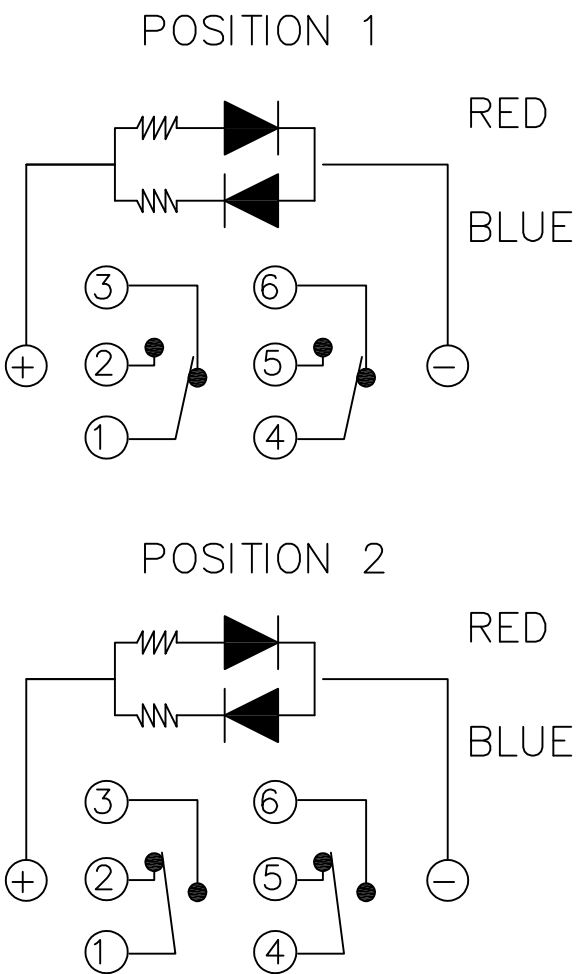 POSITION 1
RED
BLUE
3 6
+ 2 5 −
1 4
POSITION 2
RED
BLUE
3 6
+ 2 5 −
1 4